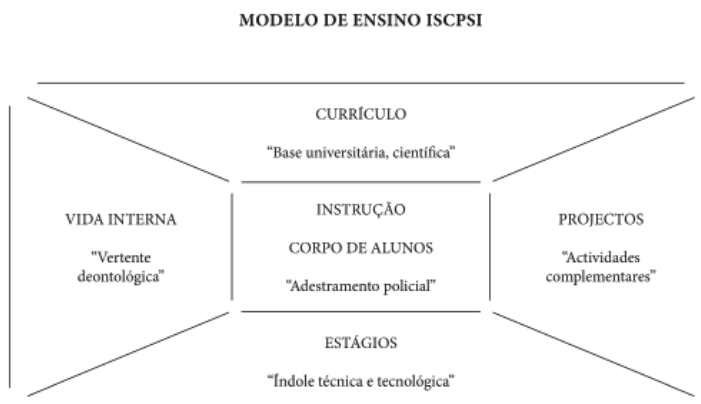 MODELO DE ENSINO ISCPSI
CURRÍCULO
“Base universitária, científica”
VIDA INTERNA
“Vertente
deontológica”
INSTRUÇÃO
CORPO DE ALUNOS
“Adestramento policial”
PROJECTOS
“Actividades
complementares”
ESTÁGIOS
“Índole técnica e tecnológica”